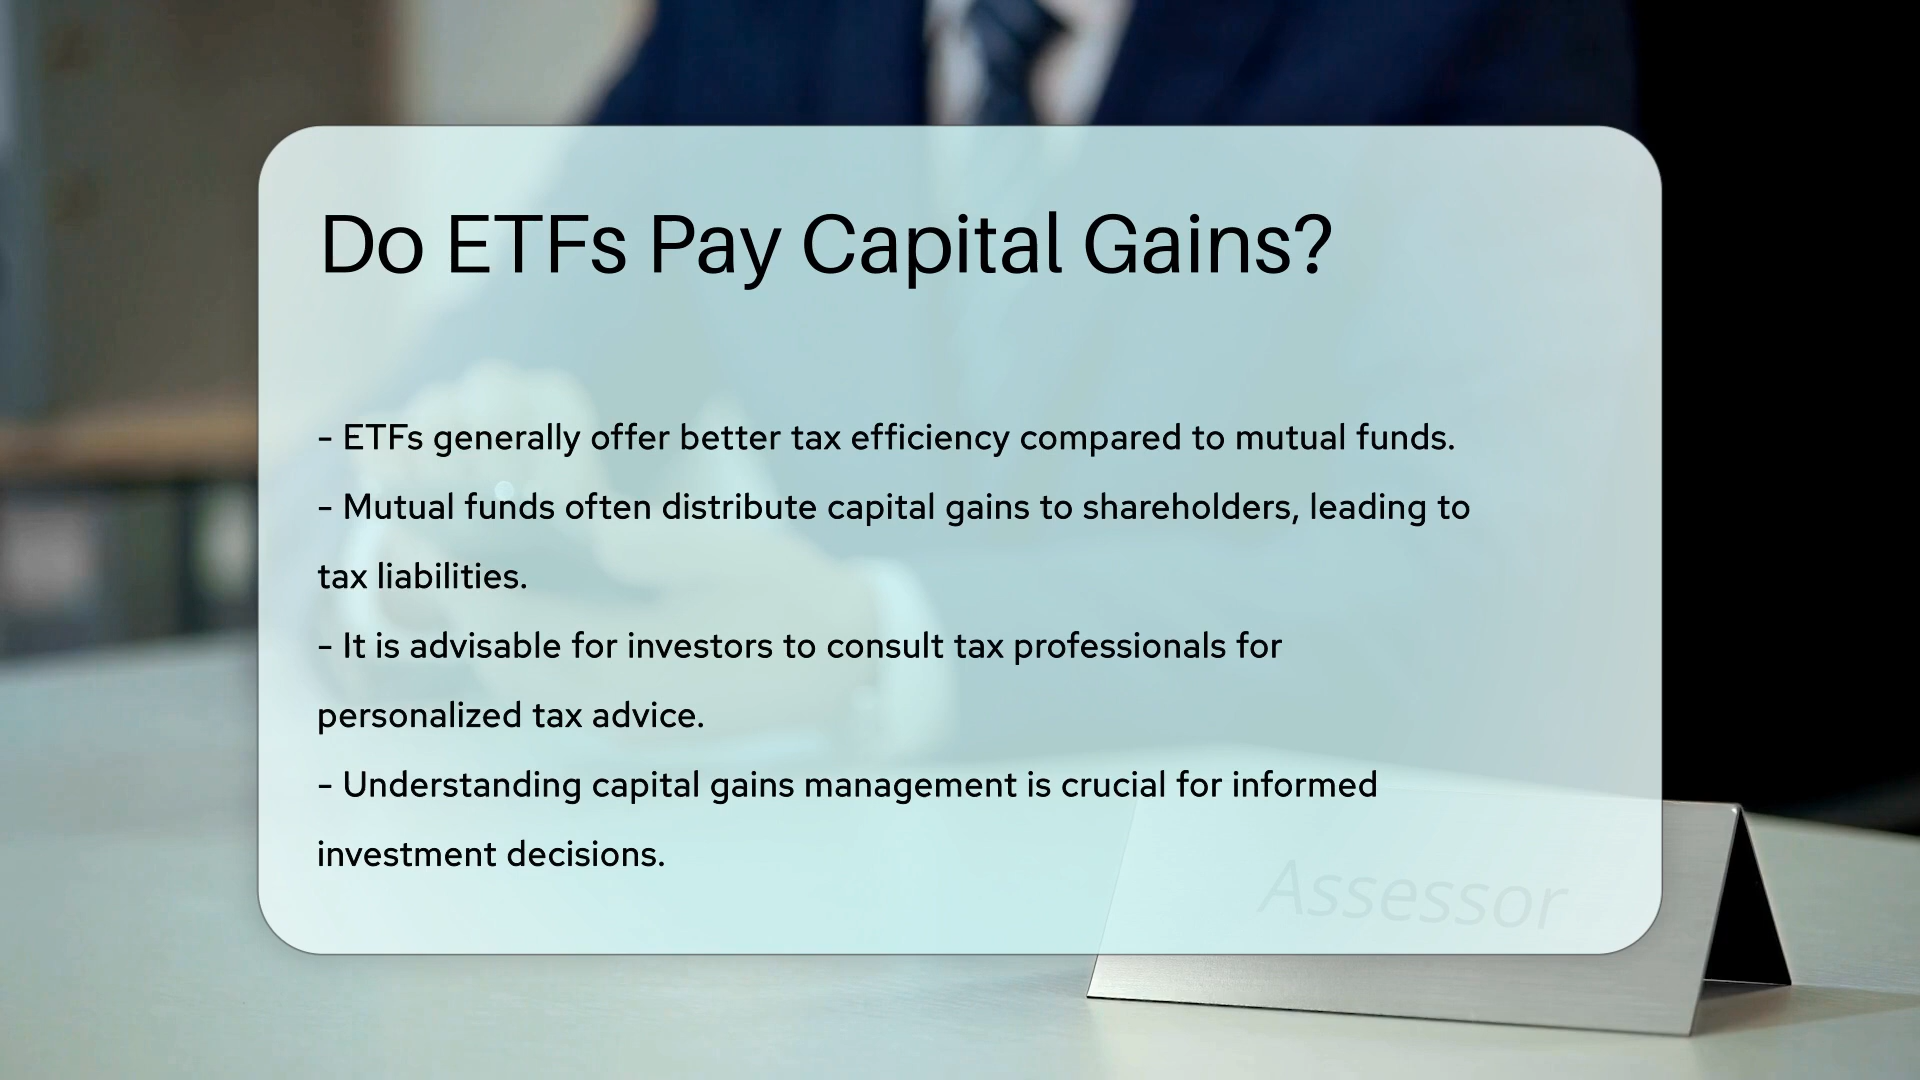 Do ETFs Pay Capital Gains?
- ETFs generally offer better tax efficiency compared to mutual funds.
- Mutual funds often distribute capital gains to shareholders, leading to
tax liabilities.
- It is advisable for investors to consult tax professionals for
personalized tax advice.
- Understanding capital gains management is crucial for informed
investment decisions.
Assessor